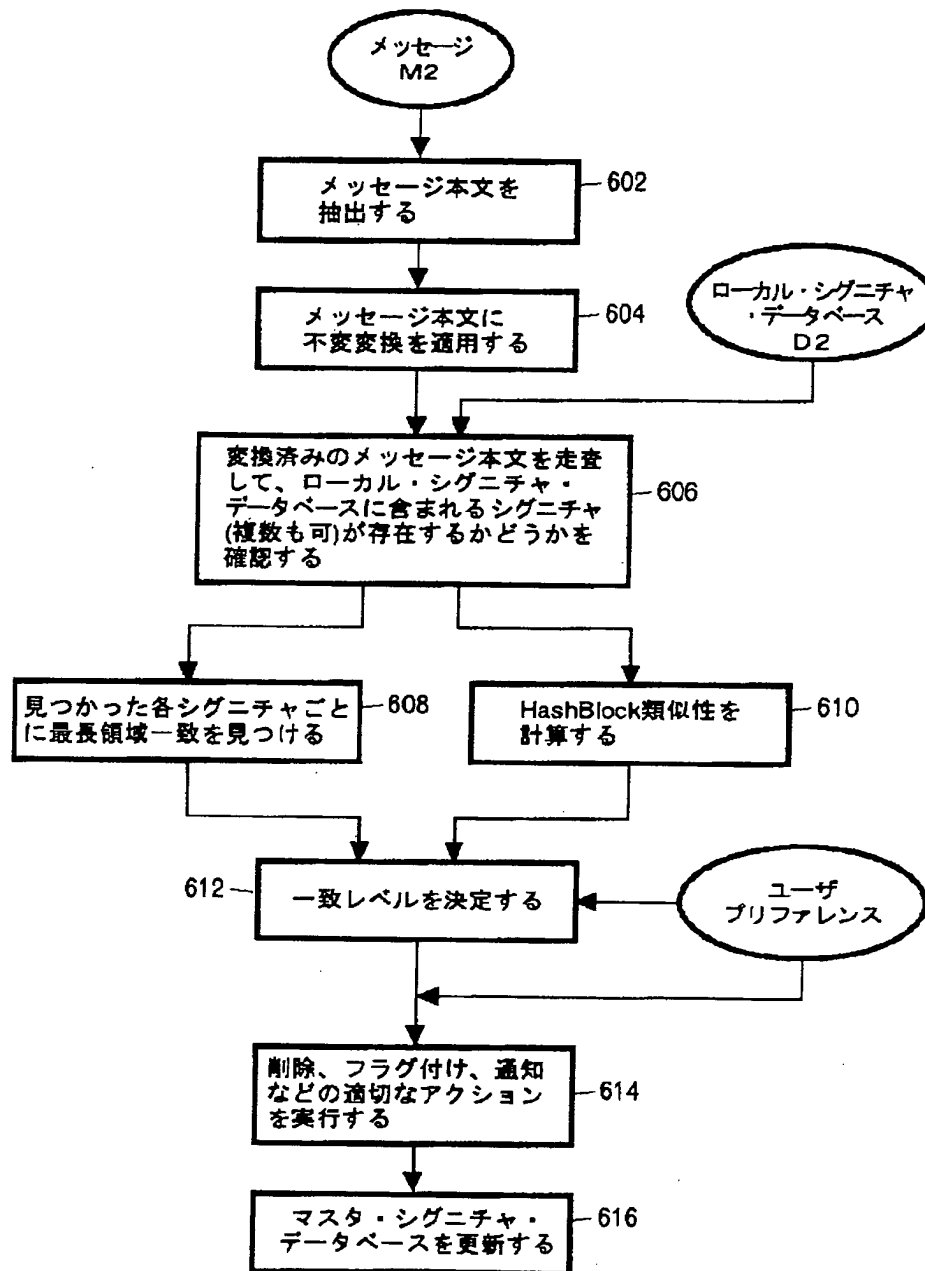 メッセージ
M2
メッセージ本文を
抽出する
602
メッセージ本文に
不変変換を適用する
604
ローカル・シグニチャ
・データベース
D2
変換済みのメッセージ本文を走査
して、ローカル・シグニチャ・
データベースに含まれるシグニチャ
(複数も可)が存在するかどうかを
確認する
606
見つかった各シグニチャごと
に最長領域一致を見つける
608
HashBlock類似性を
計算する
610
612
一致レベルを決定する
ユーザ
プリファレンス
削除、フラグ付け、通知
などの適切なアクション
を実行する
614
マスタ・シグニチャ・
データベースを更新する
616